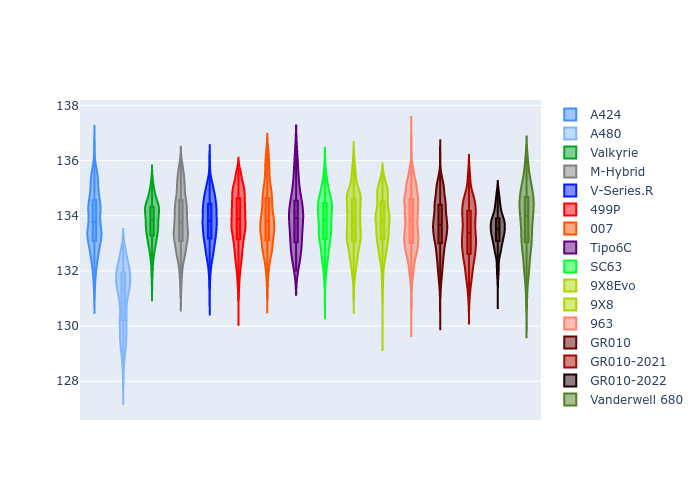 138
136
134
132
130
128
A424
A480
Valkyrie
M-Hybrid
V-Series.R
499P
007
Tipo6C
SC63
9X8Evo
9X8
963
GR010
GR010-2021
GR010-2022
Vanderwell 680